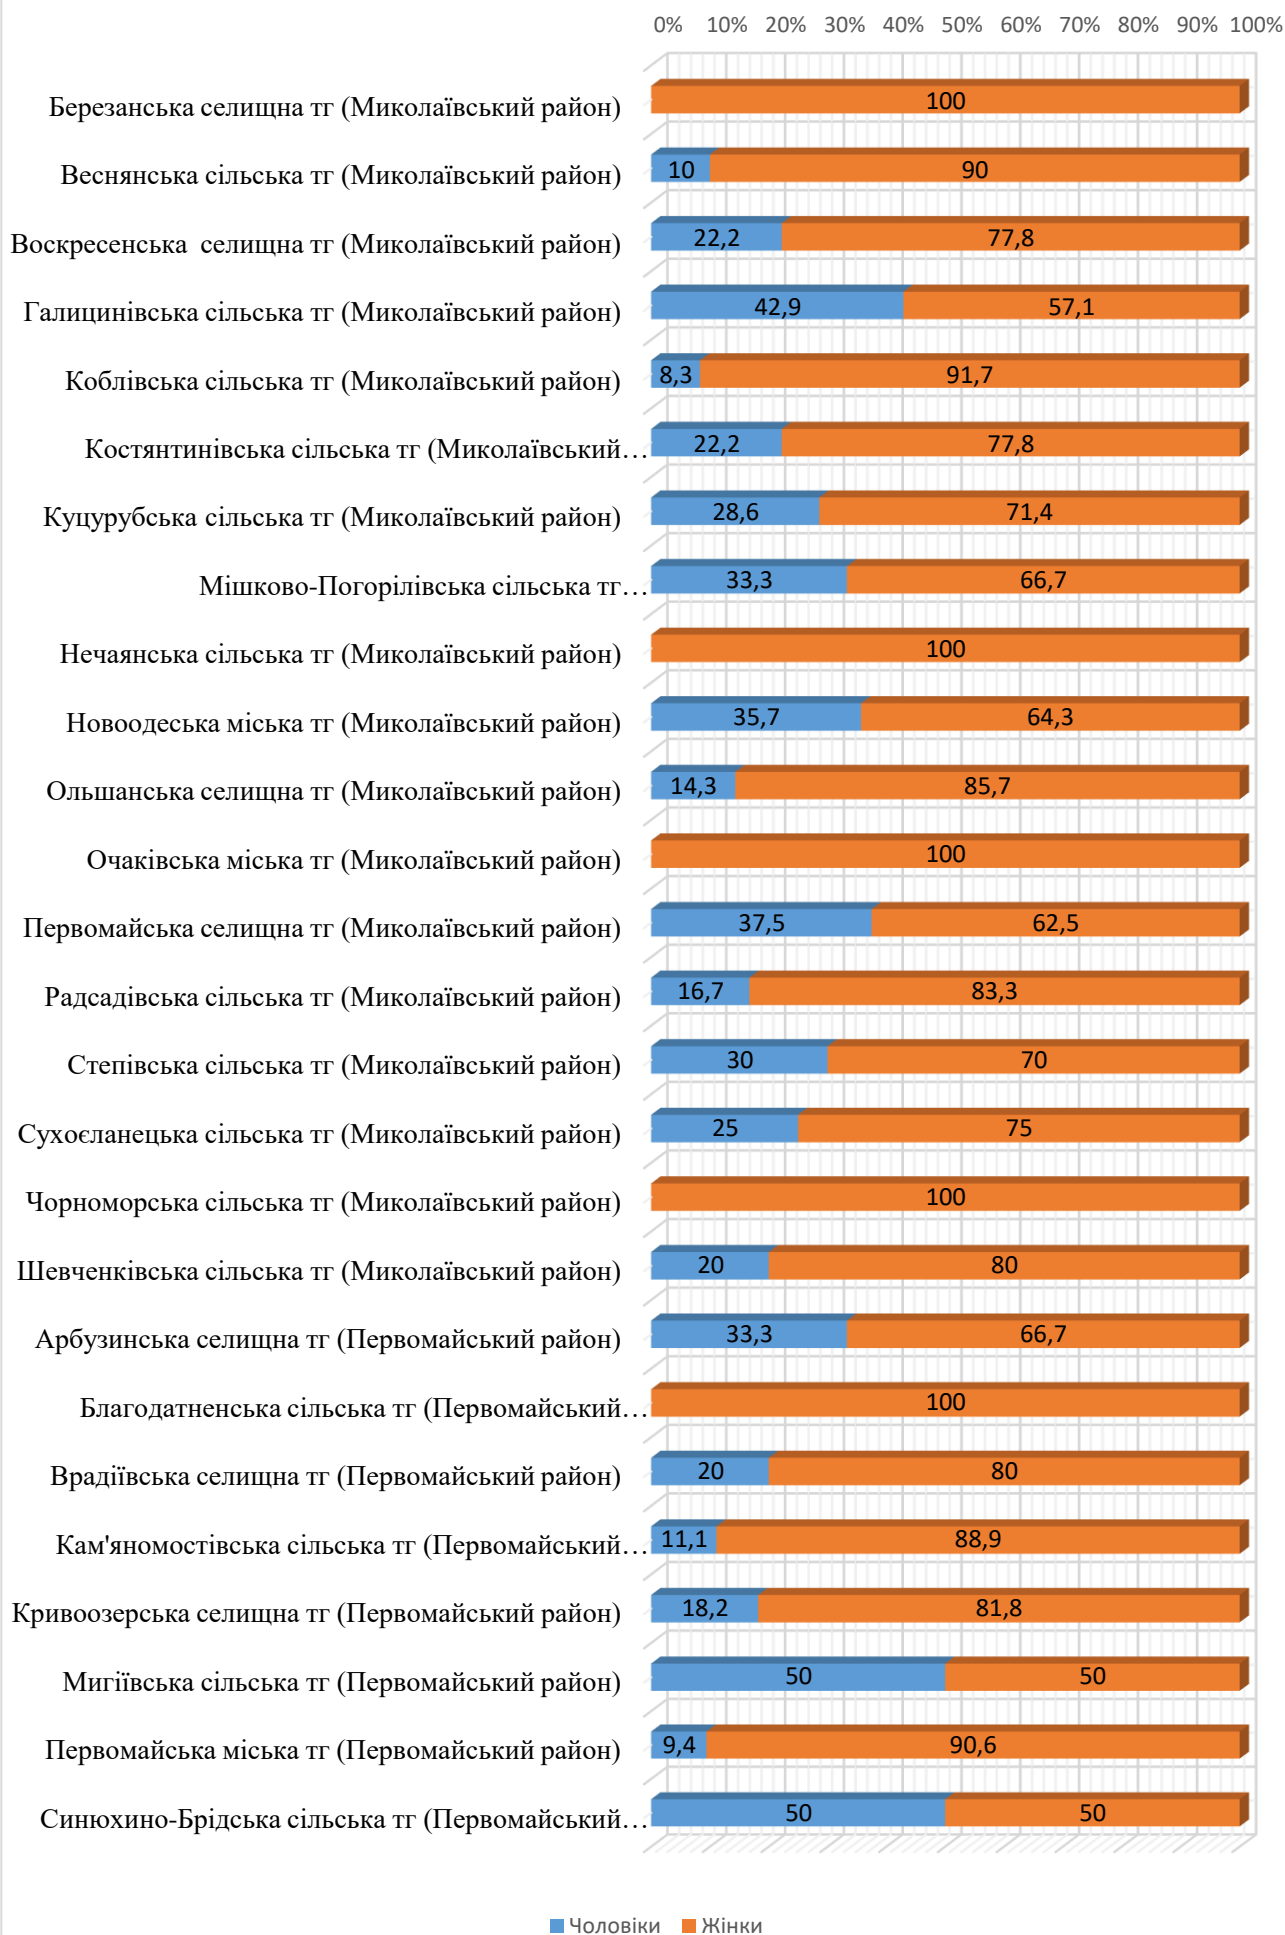 0% 10% 20% 30% 40% 50% 60% 70% 80% 90% 100%
Березанська селищна тг (Миколаївський район) 100
Веснянська сільська тг (Миколаївський район) 10 90
Воскресенська селищна тг (Миколаївський район) 22,2 77,8
Галицинівська сільська тг (Миколаївський район) 42,9 57,1
Коблівська сільська тг (Миколаївський район) 8,3 91,7
Костянтинівська сільська тг (Миколаївський… 22,2 77,8
Куцурубська сільська тг (Миколаївський район) 28,6 71,4
Мішково-Погорілівська сільська тг… 33,3 66,7
Нечаянська сільська тг (Миколаївський район) 100
Новоодеська міська тг (Миколаївський район) 35,7 64,3
Ольшанська селищна тг (Миколаївський район) 14,3 85,7
Очаківська міська тг (Миколаївський район) 100
Первомайська селищна тг (Миколаївський район) 37,5 62,5
Радсадівська сільська тг (Миколаївський район) 16,7 83,3
Степівська сільська тг (Миколаївський район) 30 70
Сухоєланецька сільська тг (Миколаївський район) 25 75
Чорноморська сільська тг (Миколаївський район) 100
Шевченківська сільська тг (Миколаївський район) 20 80
Арбузинська селищна тг (Первомайський район) 33,3 66,7
Благодатненська сільська тг (Первомайський… 100
Врадіївська селищна тг (Первомайський район) 20 80
Кам'яномостівська сільська тг (Первомайський… 11,1 88,9
Кривоозерська селищна тг (Первомайський район) 18,2 81,8
Мигіївська сільська тг (Первомайський район) 50 50
Первомайська міська тг (Первомайський район) 9,4 90,6
Синюхино-Брідська сільська тг (Первомайський… 50 50
Чоловіки Жінки